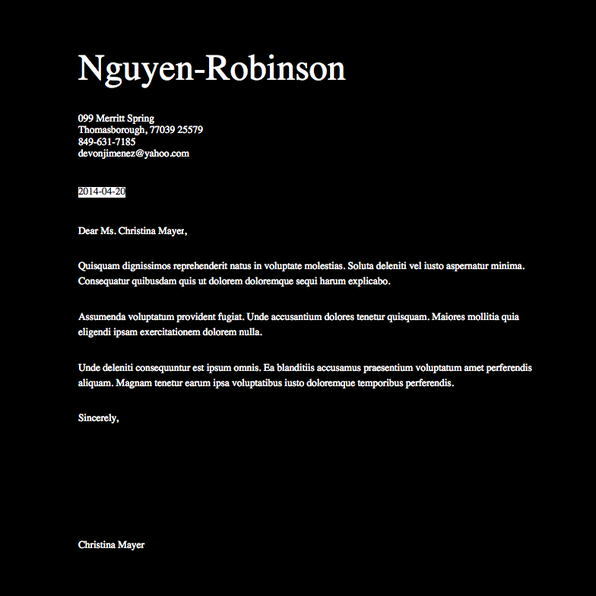 Nguyen-Robinson
099 Merritt Spring
Thomasborough, 77039 25579
849-631-7185
devonjimenez@yahoo.com
2014-04-20
Dear Ms. Christina Mayer,
Quisquam dignissimos reprehenderit natus in voluptate molestias. Soluta deleniti vel iusto aspernatur minima.
Consequatur quibusdam quis ut dolorem doloremque sequi harum explicabo.
Assumenda voluptatum provident fugiat. Unde accusantium dolores tenetur quisquam. Maiores mollitia quia
eligendi ipsam exercitationem dolorem nulla.
Unde deleniti consequuntur est ipsum omnis. Ea blanditiis accusamus praesentium voluptatum amet perferendis
aliquam. Magnam tenetur earum ipsa voluptatibus iusto doloremque temporibus perferendis.
Sincerely,
Christina Mayer